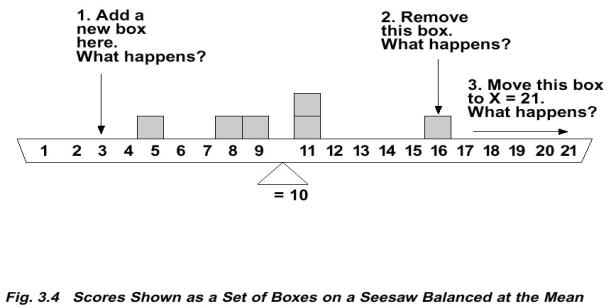 1. Add a
new box
here.
What happens?
2. Remove
this box.
What happens?
3. Move this box
to X = 21.
What happens?
1 2 3 4 5 6 7 8 9 11 12 13 14 15 16 17 18 19 20 21
= 10
Fig. 3.4 Scores Shown as a Set of Boxes on a Seesaw Balanced at the Mean